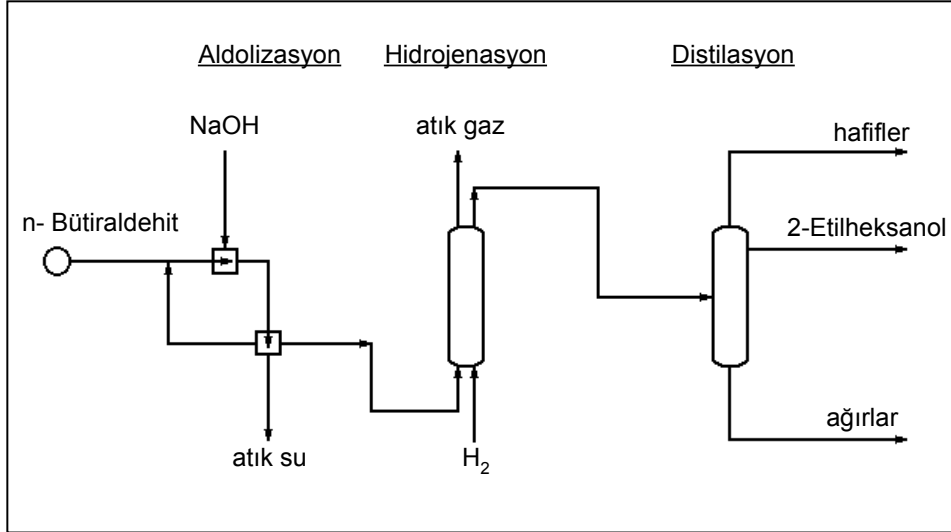 Aldolizasyon
Hidrojenasyon
Distilasyon
NaOH
atık gaz
hafifler
n- Bütiraldehit
2-Etilheksanol
atık su
H2
ağırlar